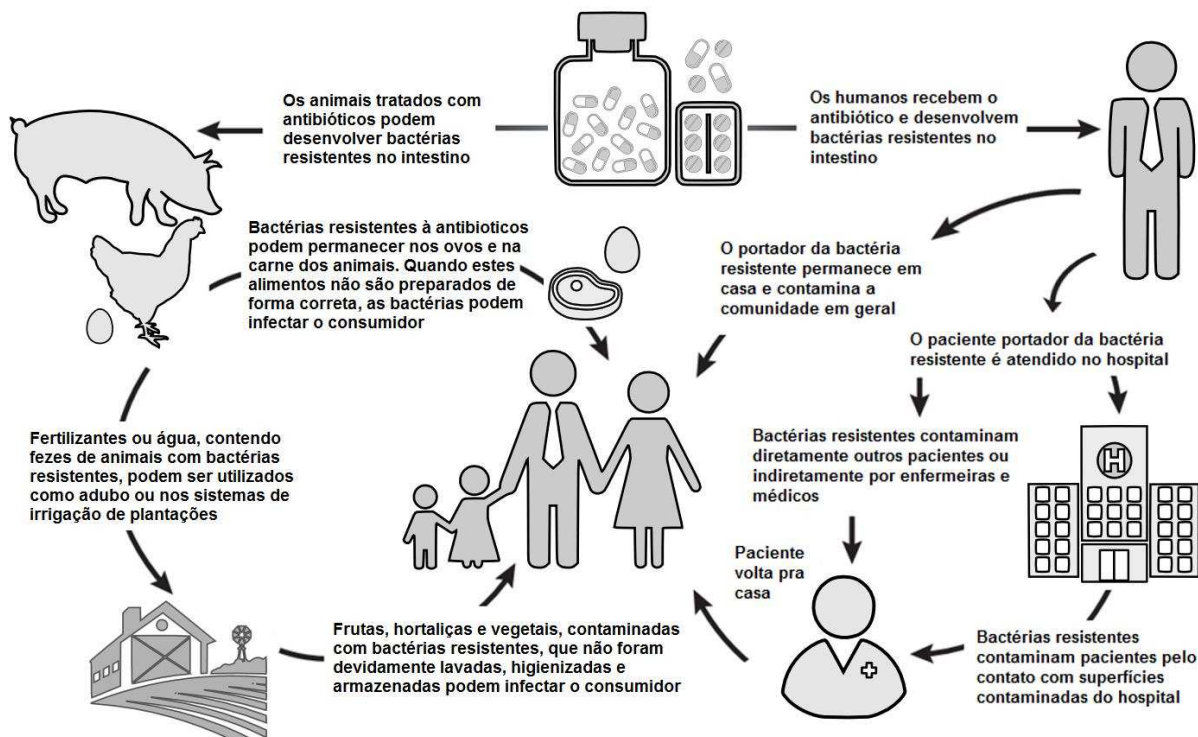 Os animais tratados com
antibióticos podem
desenvolver bactérias
resistentes no intestino
Os humanos recebem o
antibiótico e desenvolvem
bactérias resistentes no
intestino
Bactérias resistentes à antibioticos
podem permanecer nos ovos e na
carne dos animais. Quando estes
alimentos não são preparados de
forma correta, as bactérias podem
infectar o consumidor
O portador da bactéria
resistente permanece em
casa e contamina a
comunidade em geral
O paciente portador da bactéria
resistente é atendido no hospital
Fertilizantes ou água, contendo
fezes de animais com bactérias
resistentes, podem ser utilizados
como adubo ou nos sistemas de
irrigação de plantações
Bactérias resistentes contaminam
diretamente outros pacientes ou
indiretamente por enfermeiras e
médicos
H
Paciente
volta pra
casa
Frutas, hortaliças e vegetais, contaminadas
com bactérias resistentes, que não foram
devidamente lavadas, higienizadas e
armazenadas podem infectar o consumidor
Bactérias resistentes
contaminam pacientes pelo
contato com superfícies
contaminadas do hospital